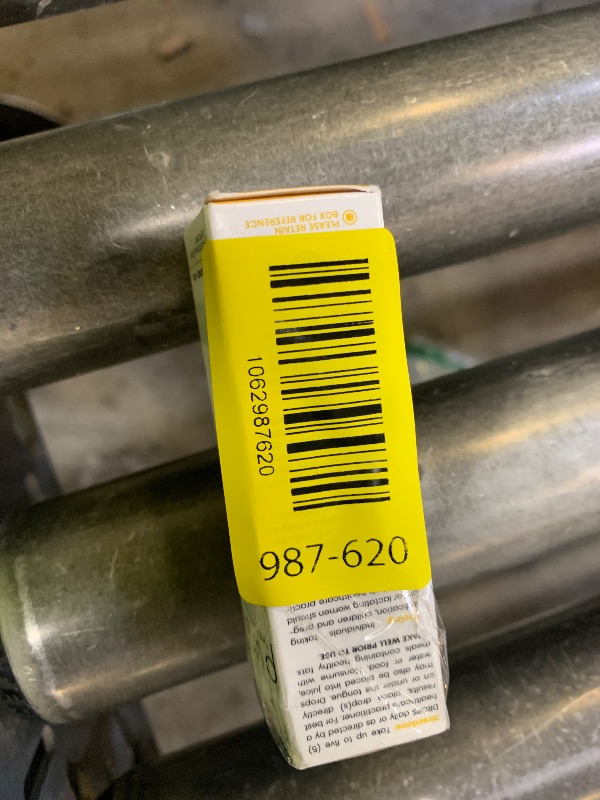 PLEASE RETAIN
BOX FOR REFERENCE
1062987620
987-620
Directions: Take up to five (5)
DROPS daily or as directed by a
healthcare practitioner. For best
results, place drop(s) directly
on or under the tongue. Drops
may also be placed into juice,
water or food. Consume with
meals containing healthy fats.
SHAKE WELL PRIOR TO USE
individuals taking
children and preg-
or lactating women should